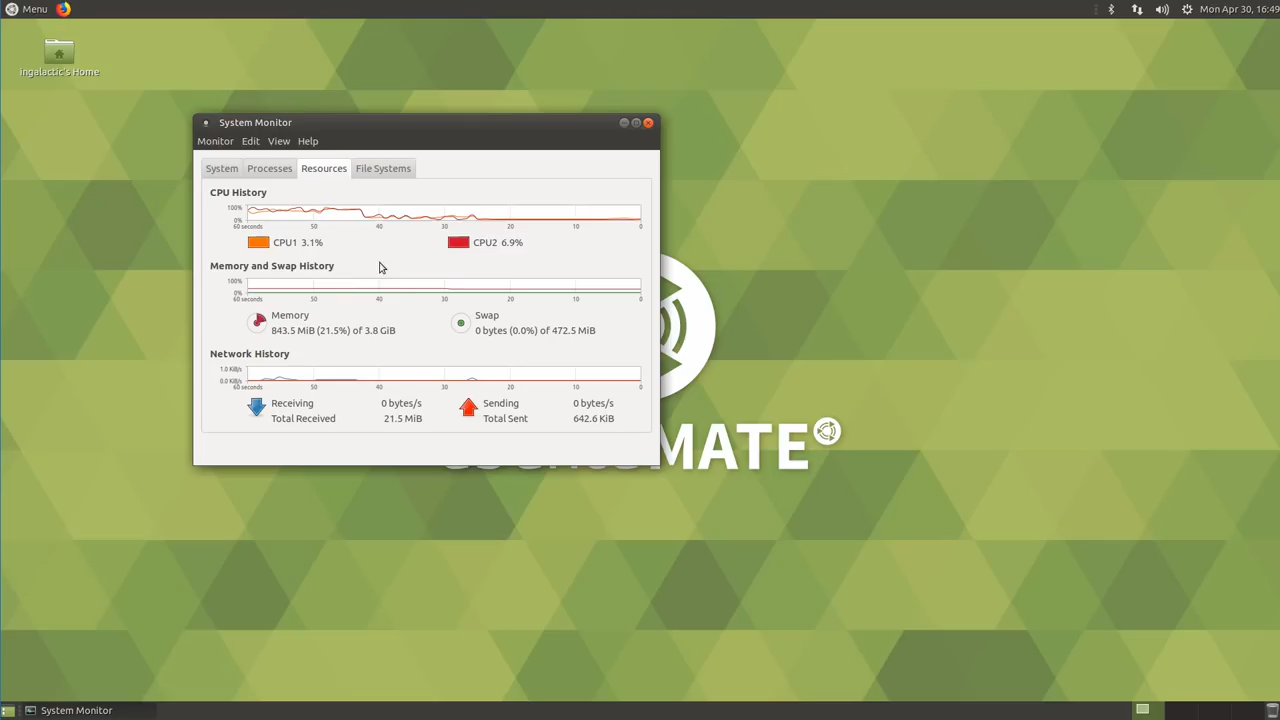 Menu
Mon Apr 30, 16:49
ingalactic's Home
System Monitor
Monitor Edit View Help
System Processes Resources File Systems
CPU History
100%
0%
60 seconds 50 40 30 20 10 0
CPU1 3.1% CPU2 6.9%
Memory and Swap History
100%
0%
60 seconds 50 40 30 20 10 0
Memory Swap
843.5 MiB (21.5%) of 3.8 GiB 0 bytes (0.0%) of 472.5 MiB
Network History
1.0 KiB/s
0.0 KiB/s
60 seconds 50 40 30 20 10 0
Receiving 0 bytes/s Sending 0 bytes/s
Total Received 21.5 MiB Total Sent 642.6 KiB
MATE
System Monitor